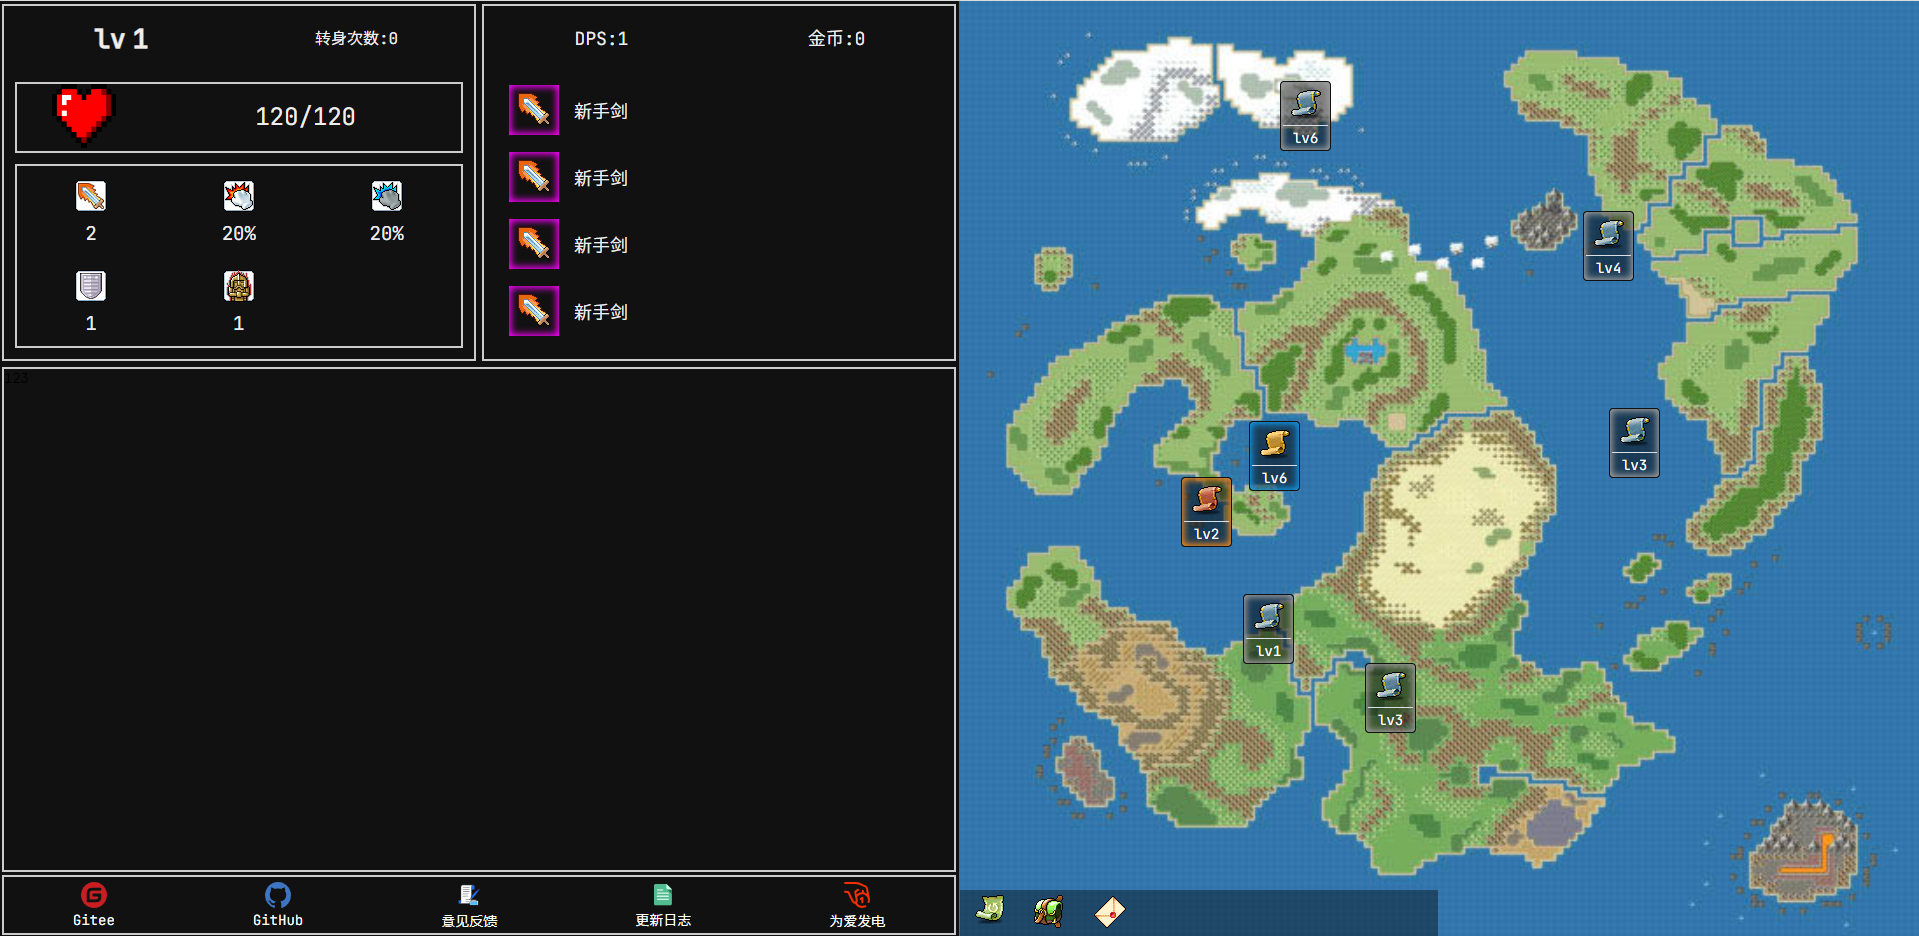 lv 1
转身次数:0
120/120
2
20%
20%
1
1
DPS:1
金币:0
新手剑
新手剑
新手剑
新手剑
123
Gitee
GitHub
意见反馈
更新日志
为爱发电
lv6
lv4
lv3
lv6
lv2
lv1
lv3